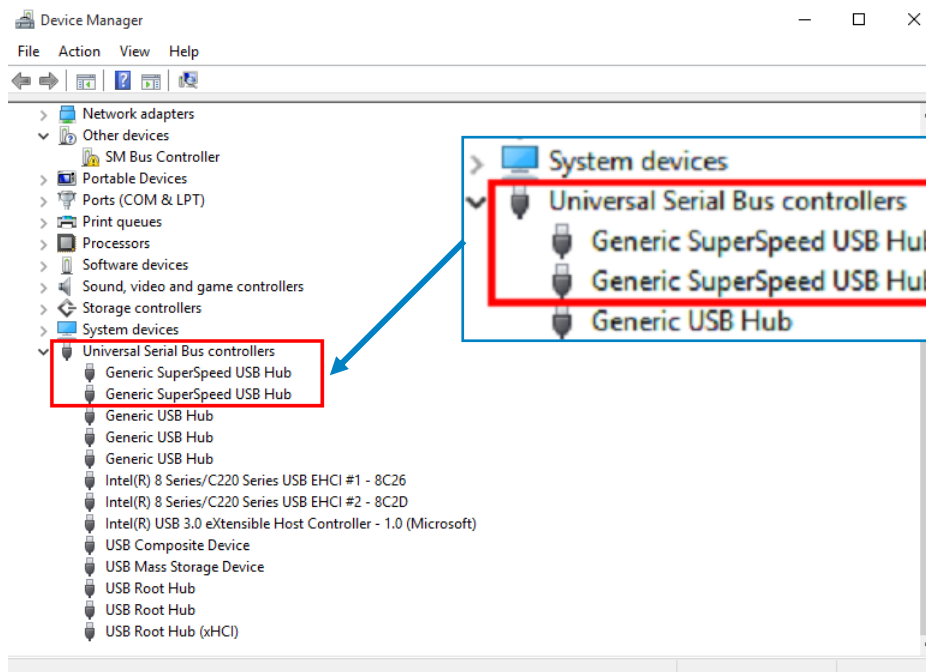 Device Manager
File Action View Help
Network adapters
Other devices
SM Bus Controller
Portable Devices
Ports (COM & LPT)
Print queues
Processors
Software devices
Sound, video and game controllers
Storage controllers
System devices
Universal Serial Bus controllers
Generic SuperSpeed USB Hub
Generic SuperSpeed USB Hub
Generic USB Hub
Generic USB Hub
Generic USB Hub
Intel(R) 8 Series/C220 Series USB EHCI #1 - 8C26
Intel(R) 8 Series/C220 Series USB EHCI #2 - 8C2D
Intel(R) USB 3.0 eXtensible Host Controller - 1.0 (Microsoft)
USB Composite Device
USB Mass Storage Device
USB Root Hub
USB Root Hub
USB Root Hub (xHCI)
System devices
Universal Serial Bus controllers
Generic SuperSpeed USB Hub
Generic SuperSpeed USB Hub
Generic USB Hub